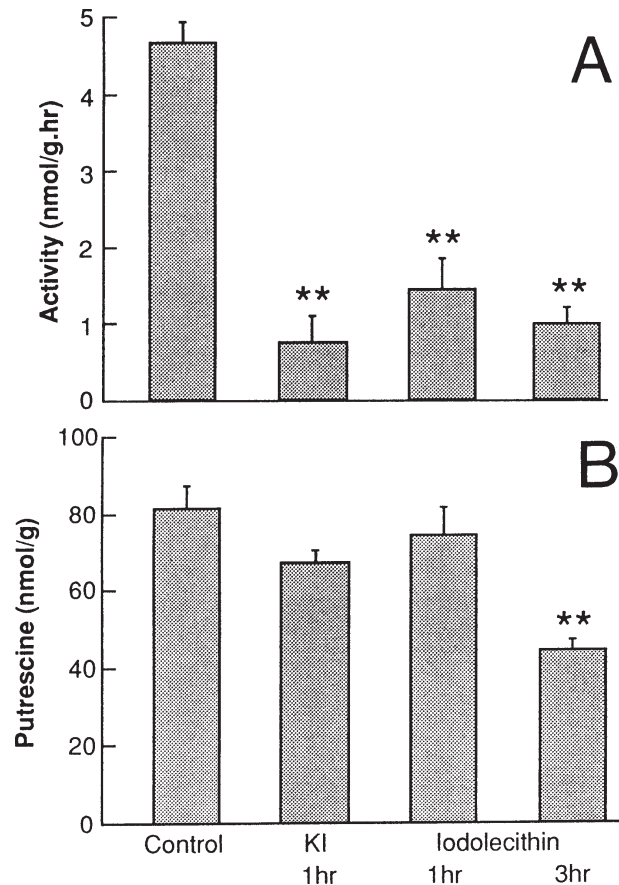 A
Activity (nmol/g.hr)
5
4
3
2
1
0
**
**
**
B
Putrescine (nmol/g)
100
80
60
40
20
0
**
Control KI Iodolecithin
1hr 1hr 3hr